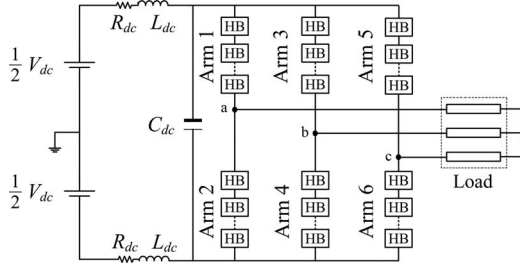 R_dc L_dc
½ V_dc
½ V_dc
R_dc L_dc
C_dc
Arm 1
HB
HB
HB
Arm 3
HB
HB
HB
Arm 5
HB
HB
HB
a
b
c
Arm 2
HB
HB
HB
Arm 4
HB
HB
HB
Arm 6
HB
HB
HB
Load